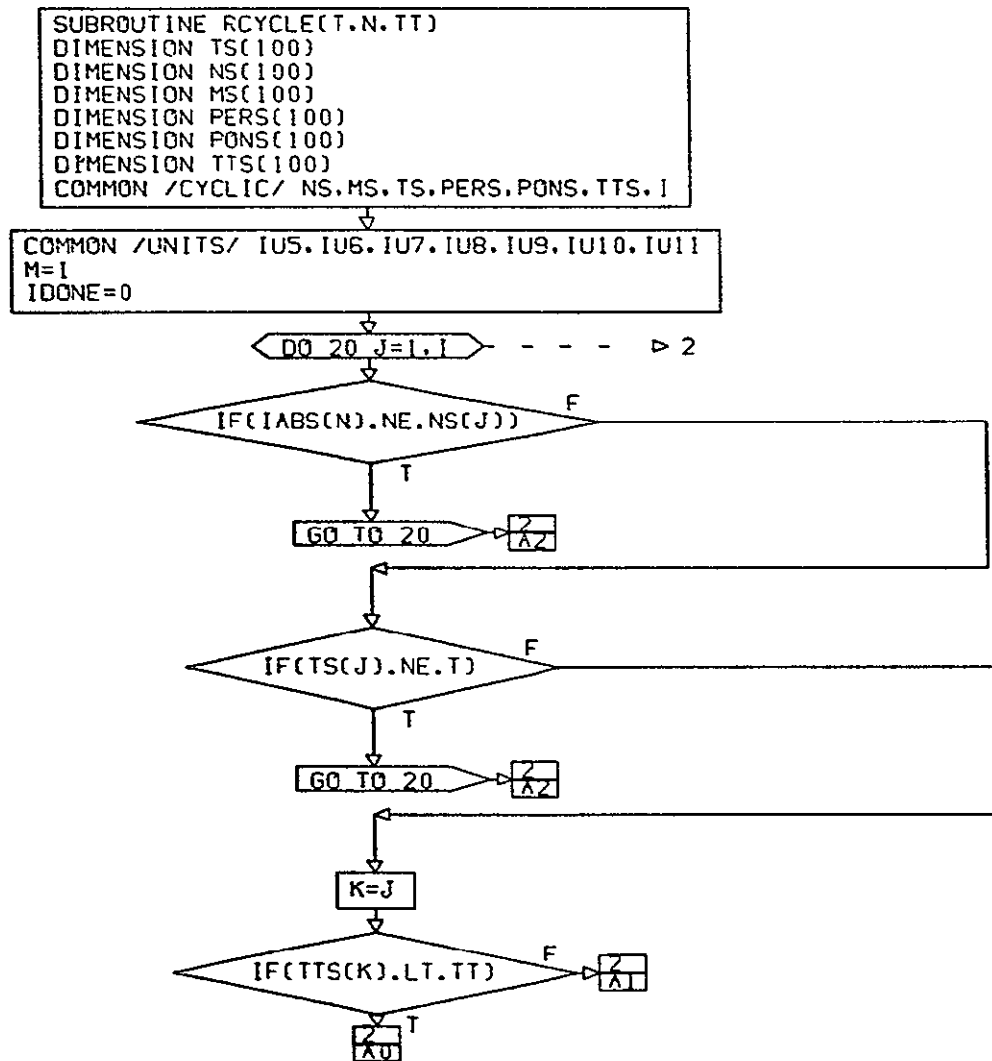 SUBROUTINE RCYCLE(T.N.TT)
DIMENSION TS(100)
DIMENSION NS(100)
DIMENSION MS(100)
DIMENSION PERS(100)
DIMENSION PONS(100)
DIMENSION TTS(100)
COMMON /CYCLIC/ NS.MS.TS.PERS.PONS.TTS.I
COMMON /UNITS/ IU5.IU6.IU7.IU8.IU9.IU10.IU11
M=I
IDONE=0
DO 20 J=1.I
2
IF(IABS(N).NE.NS(J))
F
T
GO TO 20
2
A2
IF(TS(J).NE.T)
F
T
GO TO 20
2
A2
K=J
IF(TTS(K).LT.TT)
F
2
A1
T
2
A0